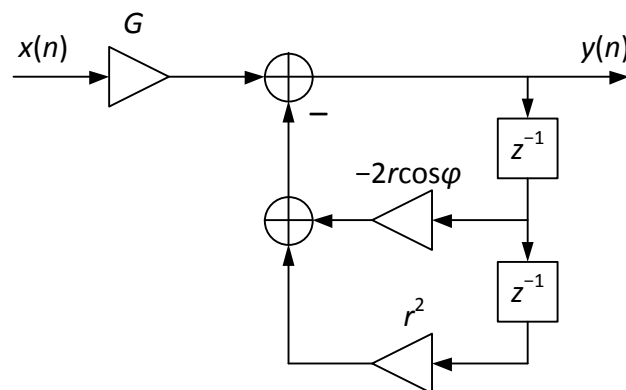 G
x(n)
y(n)
−
z⁻¹
−2rcosφ
z⁻¹
r²